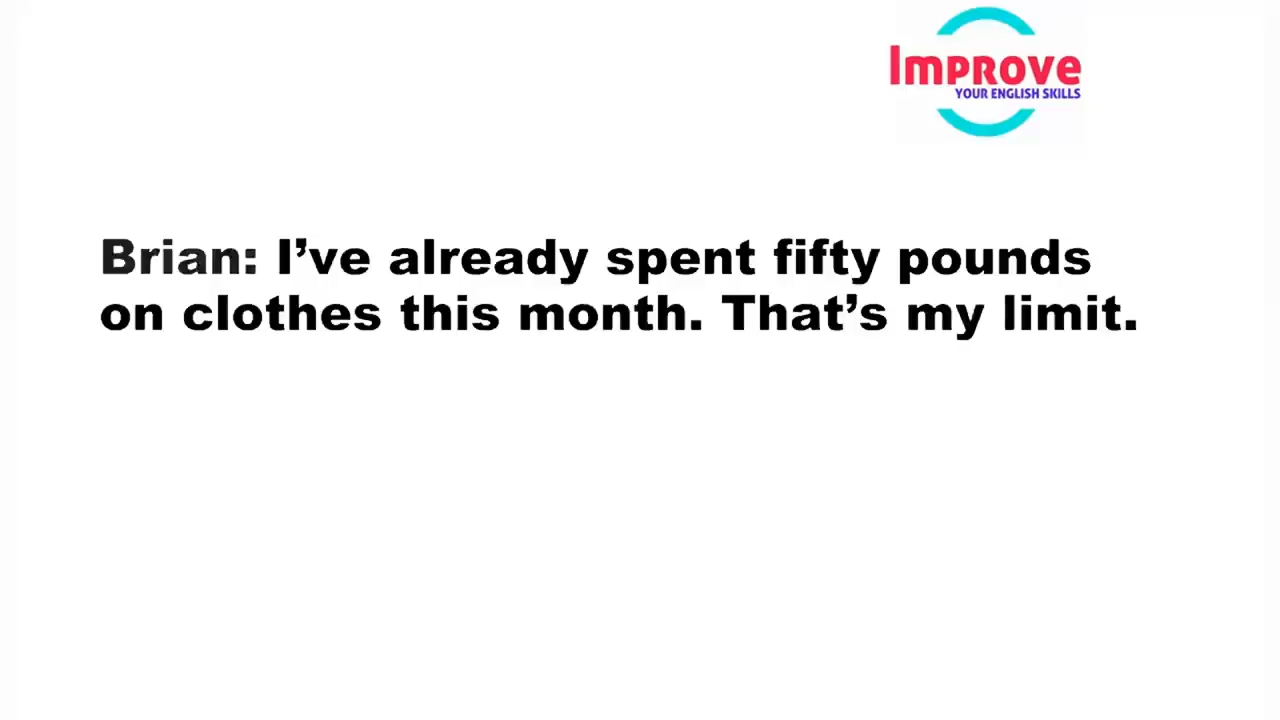 Improve
YOUR ENGLISH SKILLS
Brian: I’ve already spent fifty pounds
on clothes this month. That’s my limit.